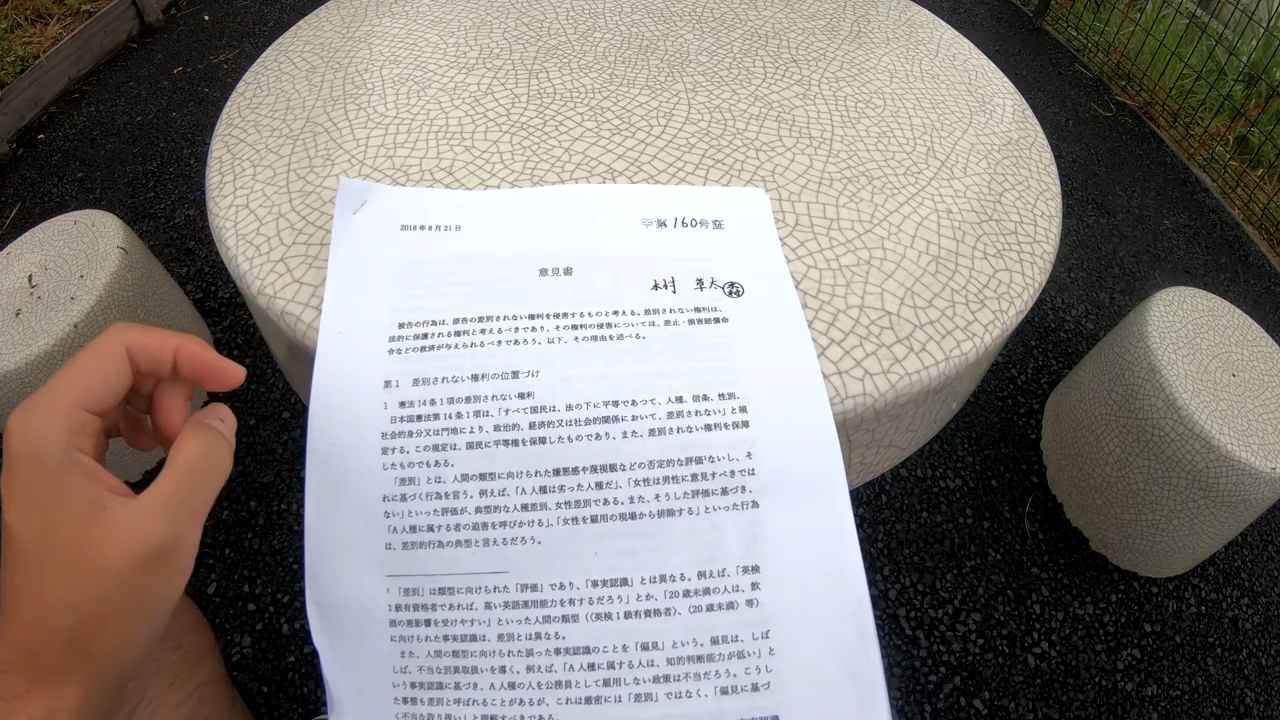 2018年8月21日
甲第160号証
意見書
木村 草太
木村
被告の行為は、原告の差別されない権利を侵害するものと考える。差別されない権利は、
法的に保護される権利と考えるべきであり、その権利の侵害については、差止・損害賠償命
令などの救済が与えられるべきであろう。以下、その理由を述べる。
第1 差別されない権利の位置づけ
1 憲法14条1項の差別されない権利
日本国憲法第14条1項は、「すべて国民は、法の下に平等であつて、人種、信条、性別、
社会的身分又は門地により、政治的、経済的又は社会的関係において、差別されない」と規
定する。この規定は、国民に平等権を保障したものであり、また、差別されない権利を保障
したものでもある。
「差別」とは、人間の類型に向けられた嫌悪感や蔑視観などの否定的な評価¹ないし、そ
れに基づく行為を言う。例えば、「A人種は劣った人種だ」、「女性は男性に意見すべきでは
ない」といった評価が、典型的な人種差別、女性差別である。また、そうした評価に基づき、
「A人種に属する者の迫害を呼びかける」、「女性を雇用の現場から排除する」といった行為
は、差別的行為の典型と言えるだろう。
¹ 「差別」は類型に向けられた「評価」であり、「事実認識」とは異なる。例えば、「英検
1級有資格者であれば、高い英語運用能力を有するだろう」とか、「20歳未満の人は、飲
酒の悪影響を受けやすい」といった人間の類型(〈英検1級有資格者〉、〈20歳未満〉等)
に向けられた事実認識は、差別とは異なる。
また、人間の類型に向けられた誤った事実認識のことを「偏見」という。偏見は、しば
しば、不当な別異取扱いを導く。例えば、「A人種に属する人は、知的判断能力が低い」と
いう事実認識に基づき、A人種の人を公務員として雇用しない政策は不当だろう。こうし
た事態も差別と呼ばれることがあるが、これは厳密には「差別」ではなく、「偏見に基づ
く不当な取り扱い」と理解すべきである。